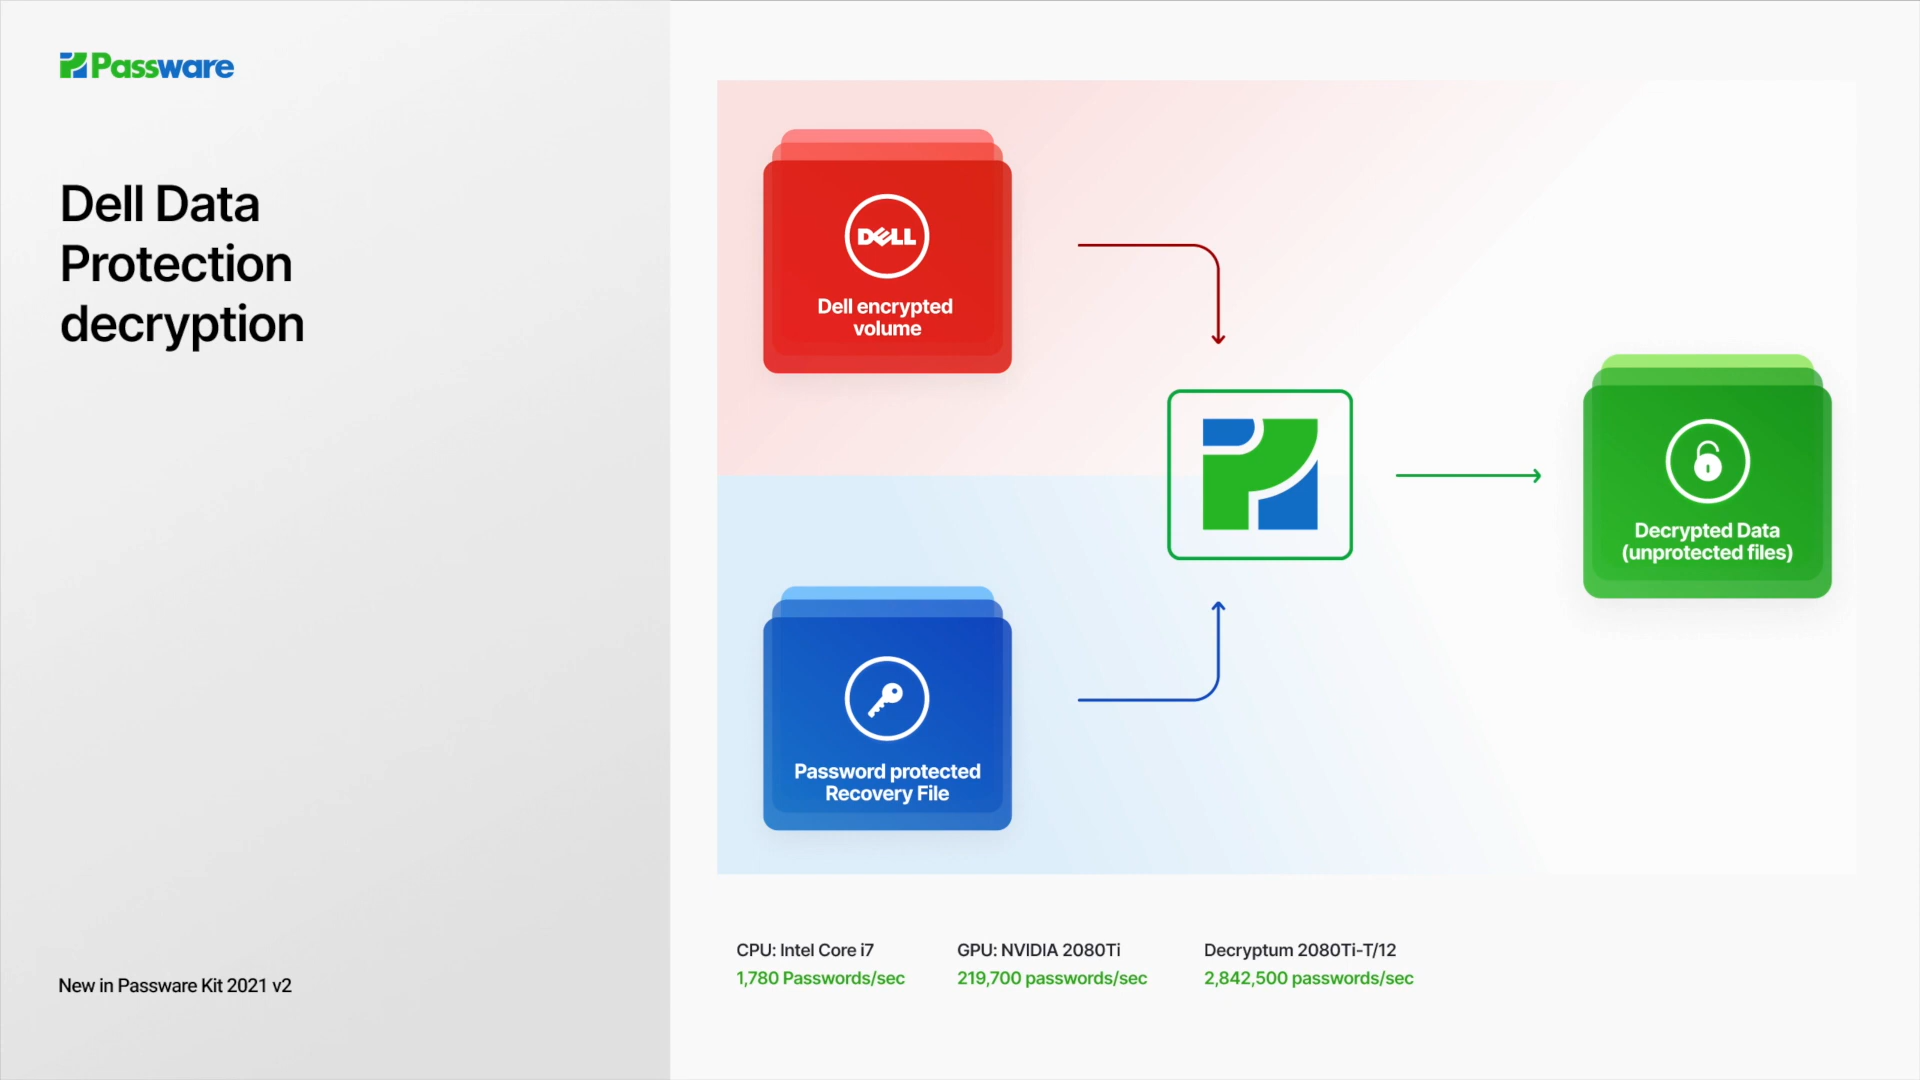 Passware
Dell Data
Protection
decryption
New in Passware Kit 2021 v2
DELL
Dell encrypted
volume
Password protected
Recovery File
Decrypted Data
(unprotected files)
CPU: Intel Core i7
1,780 Passwords/sec
GPU: NVIDIA 2080Ti
219,700 passwords/sec
Decryptum 2080Ti-T/12
2,842,500 passwords/sec